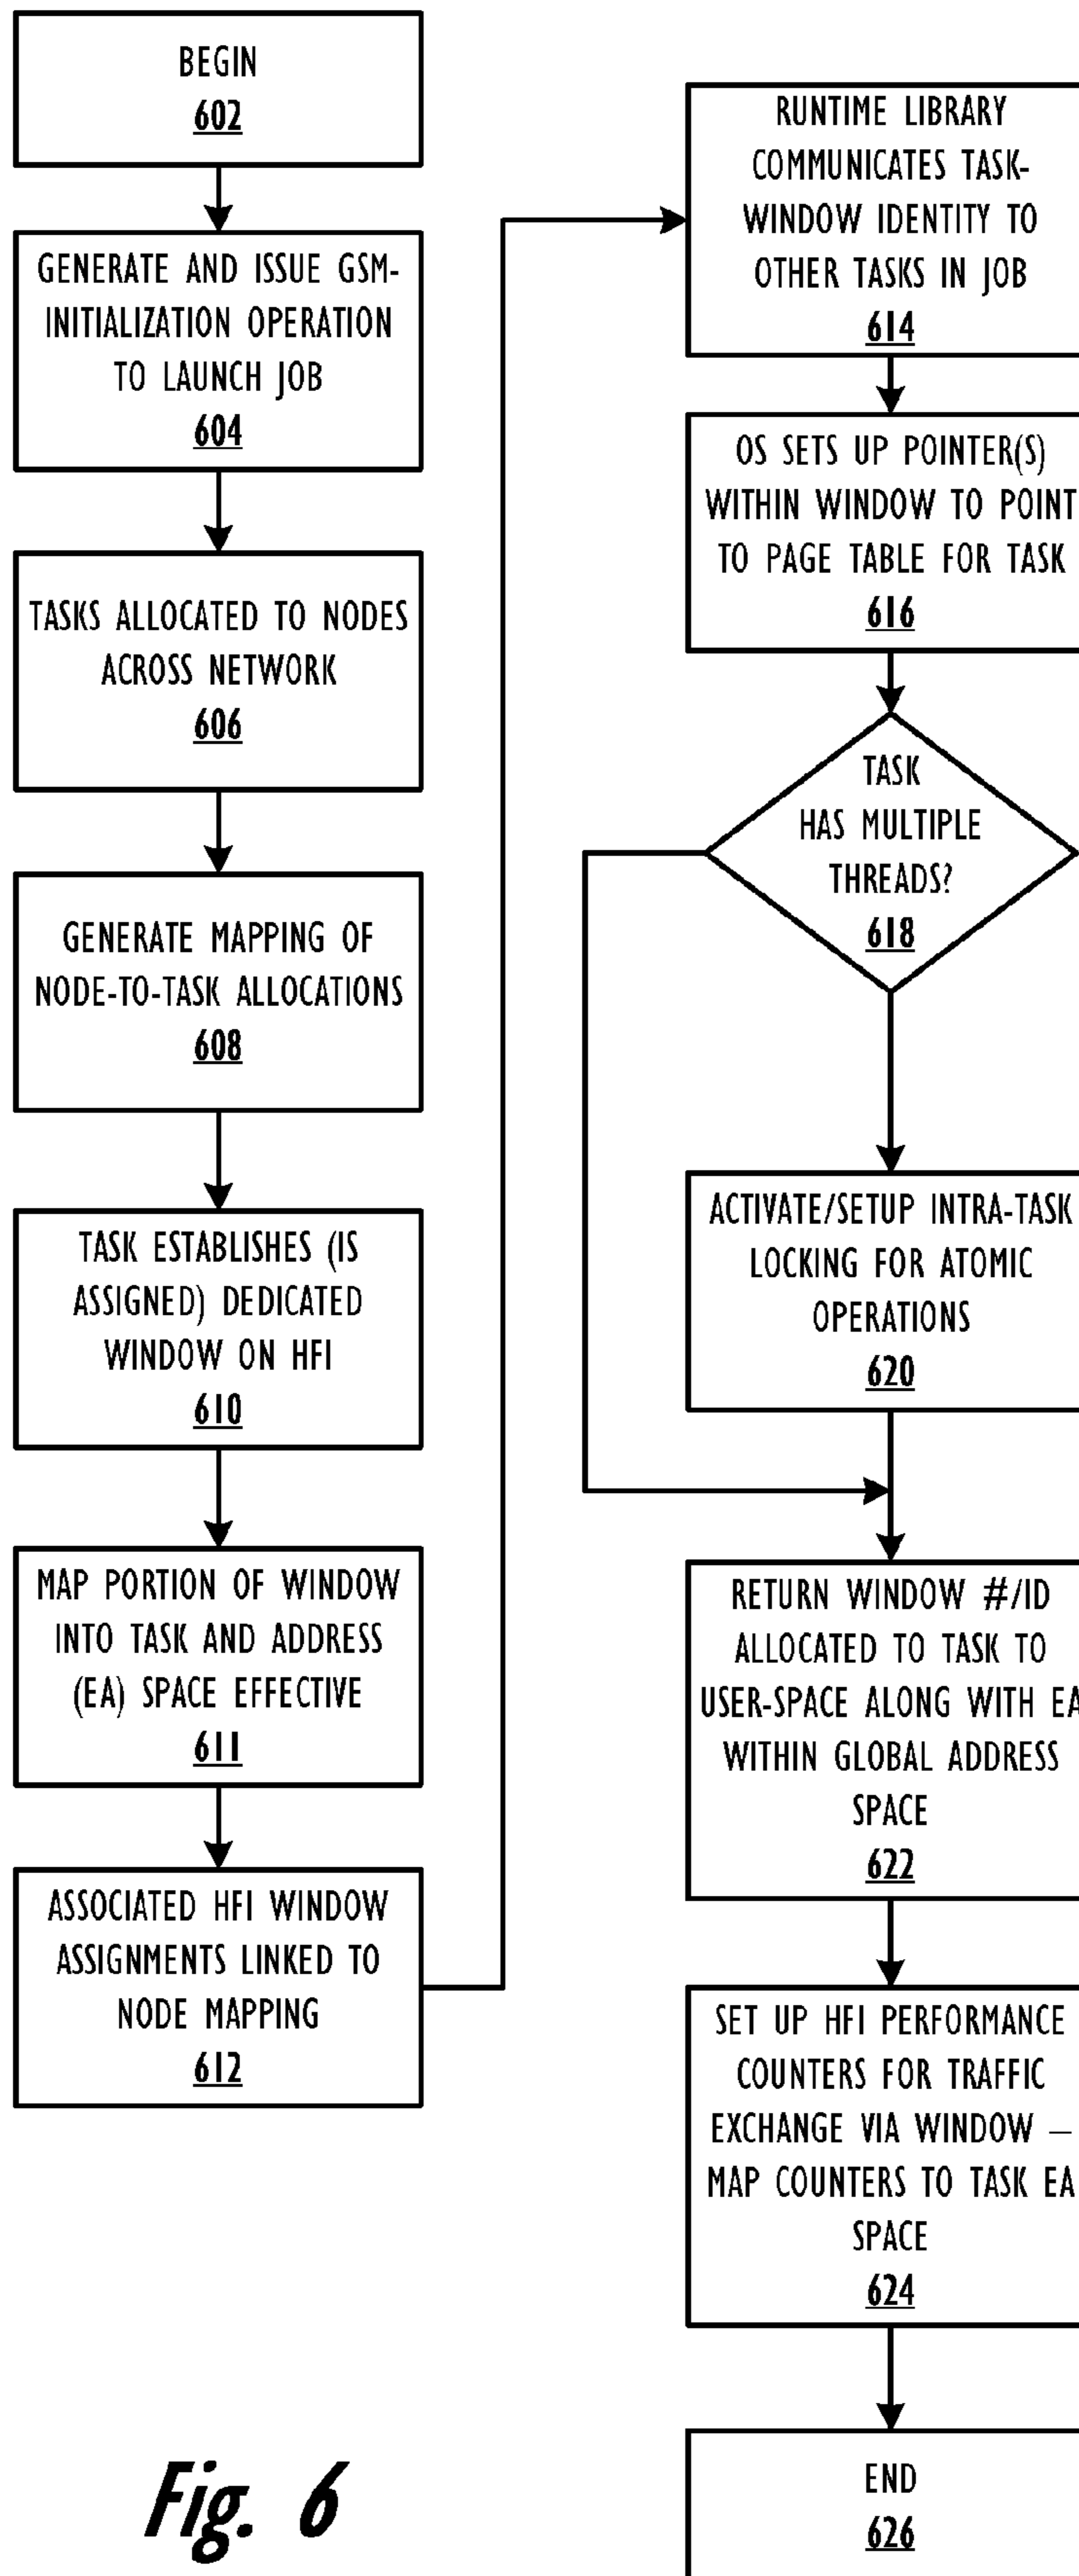 BEGIN
602
GENERATE AND ISSUE GSM-
INITIALIZATION OPERATION
TO LAUNCH JOB
604
TASKS ALLOCATED TO NODES
ACROSS NETWORK
606
GENERATE MAPPING OF
NODE-TO-TASK ALLOCATIONS
608
TASK ESTABLISHES (IS
ASSIGNED) DEDICATED
WINDOW ON HFI
610
MAP PORTION OF WINDOW
INTO TASK AND ADDRESS
(EA) SPACE EFFECTIVE
611
ASSOCIATED HFI WINDOW
ASSIGNMENTS LINKED TO
NODE MAPPING
612
RUNTIME LIBRARY
COMMUNICATES TASK-
WINDOW IDENTITY TO
OTHER TASKS IN JOB
614
OS SETS UP POINTER(S)
WITHIN WINDOW TO POINT
TO PAGE TABLE FOR TASK
616
TASK
HAS MULTIPLE
THREADS?
618
ACTIVATE/SETUP INTRA-TASK
LOCKING FOR ATOMIC
OPERATIONS
620
RETURN WINDOW #/ID
ALLOCATED TO TASK TO
USER-SPACE ALONG WITH EA
WITHIN GLOBAL ADDRESS
SPACE
622
SET UP HFI PERFORMANCE
COUNTERS FOR TRAFFIC
EXCHANGE VIA WINDOW –
MAP COUNTERS TO TASK EA
SPACE
624
END
626
Fig. 6